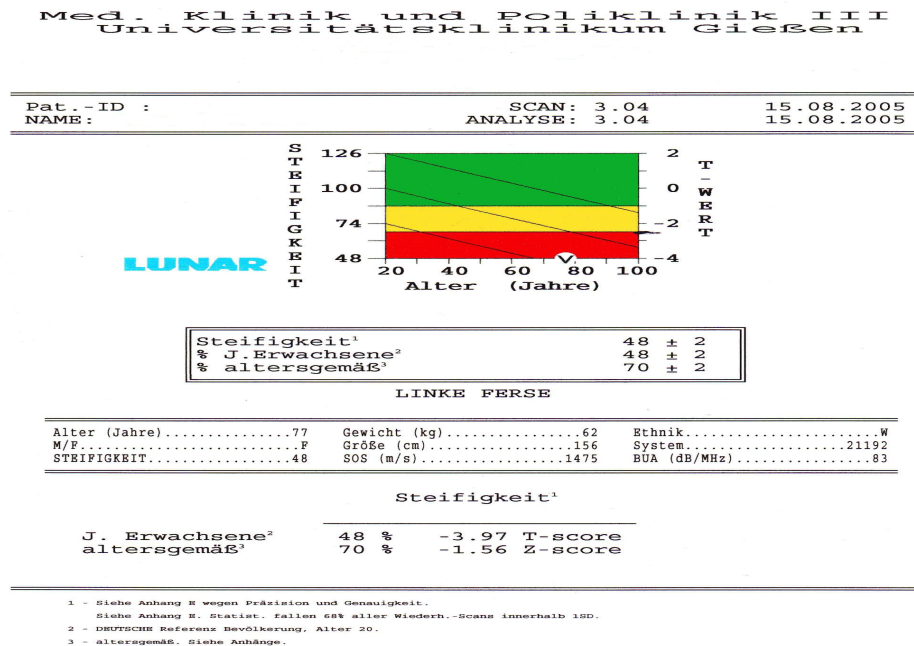 Med. Klinik und Poliklinik III
Universitätsklinikum Gießen
Pat.-ID : SCAN: 3.04 15.08.2005
NAME: ANALYSE: 3.04 15.08.2005
STEIFIGKEIT
126
100
74
48
20 40 60 80 100
Alter (Jahre)
V
2
0
-2
-4
T-WERT
LUNAR
Steifigkeit¹ 48 ± 2
% J.Erwachsene² 48 ± 2
% altersgemäß³ 70 ± 2
LINKE FERSE
Alter (Jahre)...............77 Gewicht (kg)................62 Ethnik.......................W
M/F..........................F Größe (cm).................156 System...................21192
STEIFIGKEIT.................48 SOS (m/s)..................1475 BUA (dB/MHz)................83
Steifigkeit¹
J. Erwachsene² 48 % -3.97 T-score
altersgemäß³ 70 % -1.56 Z-score
1 - Siehe Anhang E wegen Präzision und Genauigkeit.
Siehe Anhang E. Statist. fallen 68% aller Wiederh.-Scans innerhalb 1SD.
2 - DEUTSCHE Referenz Bevölkerung, Alter 20.
3 - altersgemäß. Siehe Anhänge.